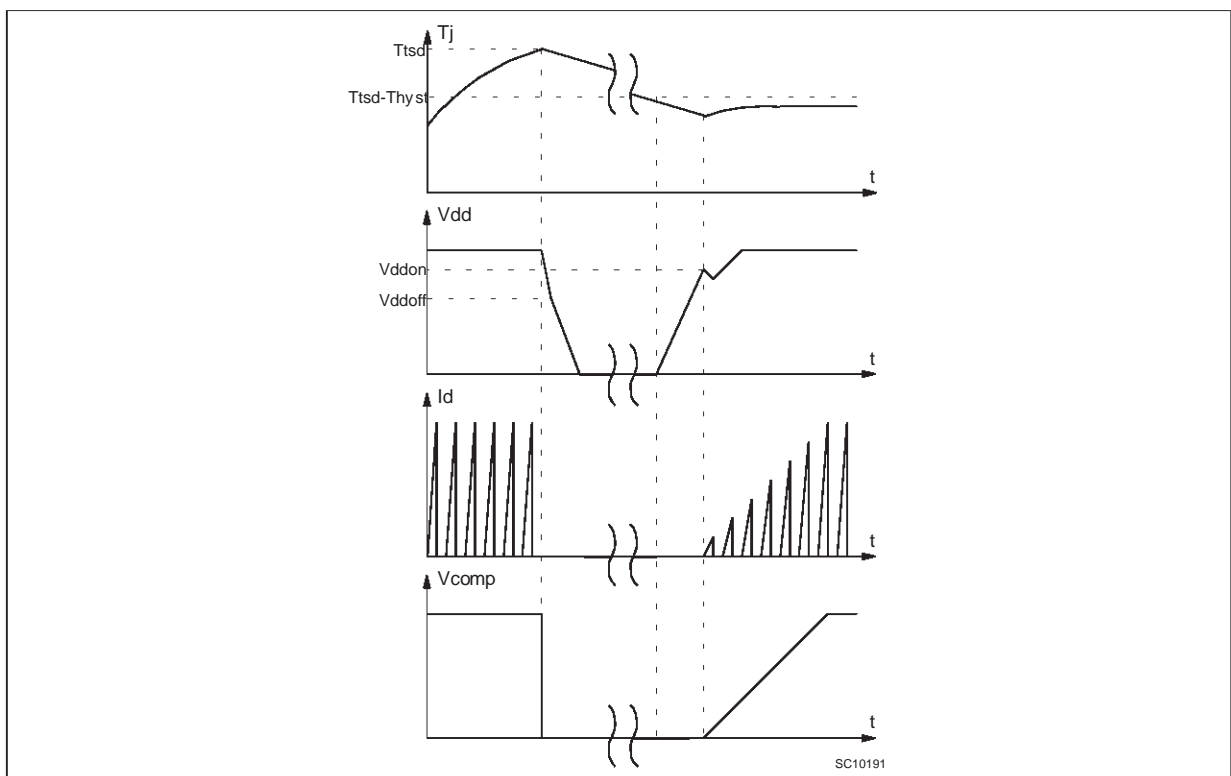 Tj
Ttsd
Ttsd-Thyst
t
Vdd
Vddon
Vddoff
t
Id
t
Vcomp
t
SC10191